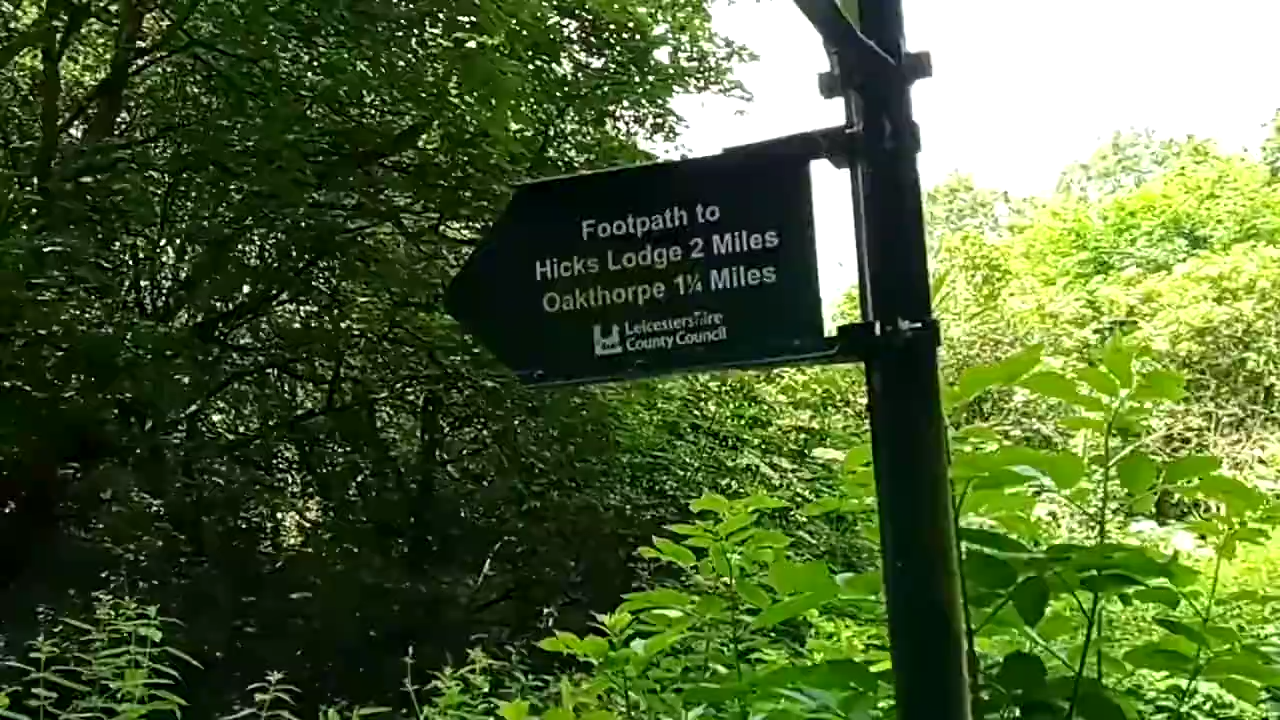 Footpath to
Hicks Lodge 2 Miles
Oakthorpe 1¼ Miles
Leicestershire
County Council